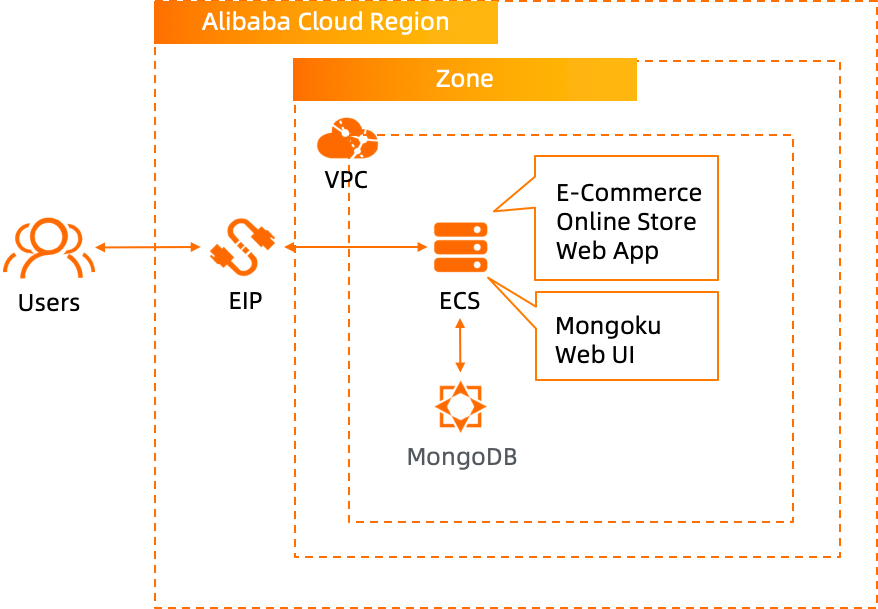 Alibaba Cloud Region
Zone
VPC
E-Commerce
Online Store
Web App
Users
EIP
ECS
Mongoku
Web UI
MongoDB